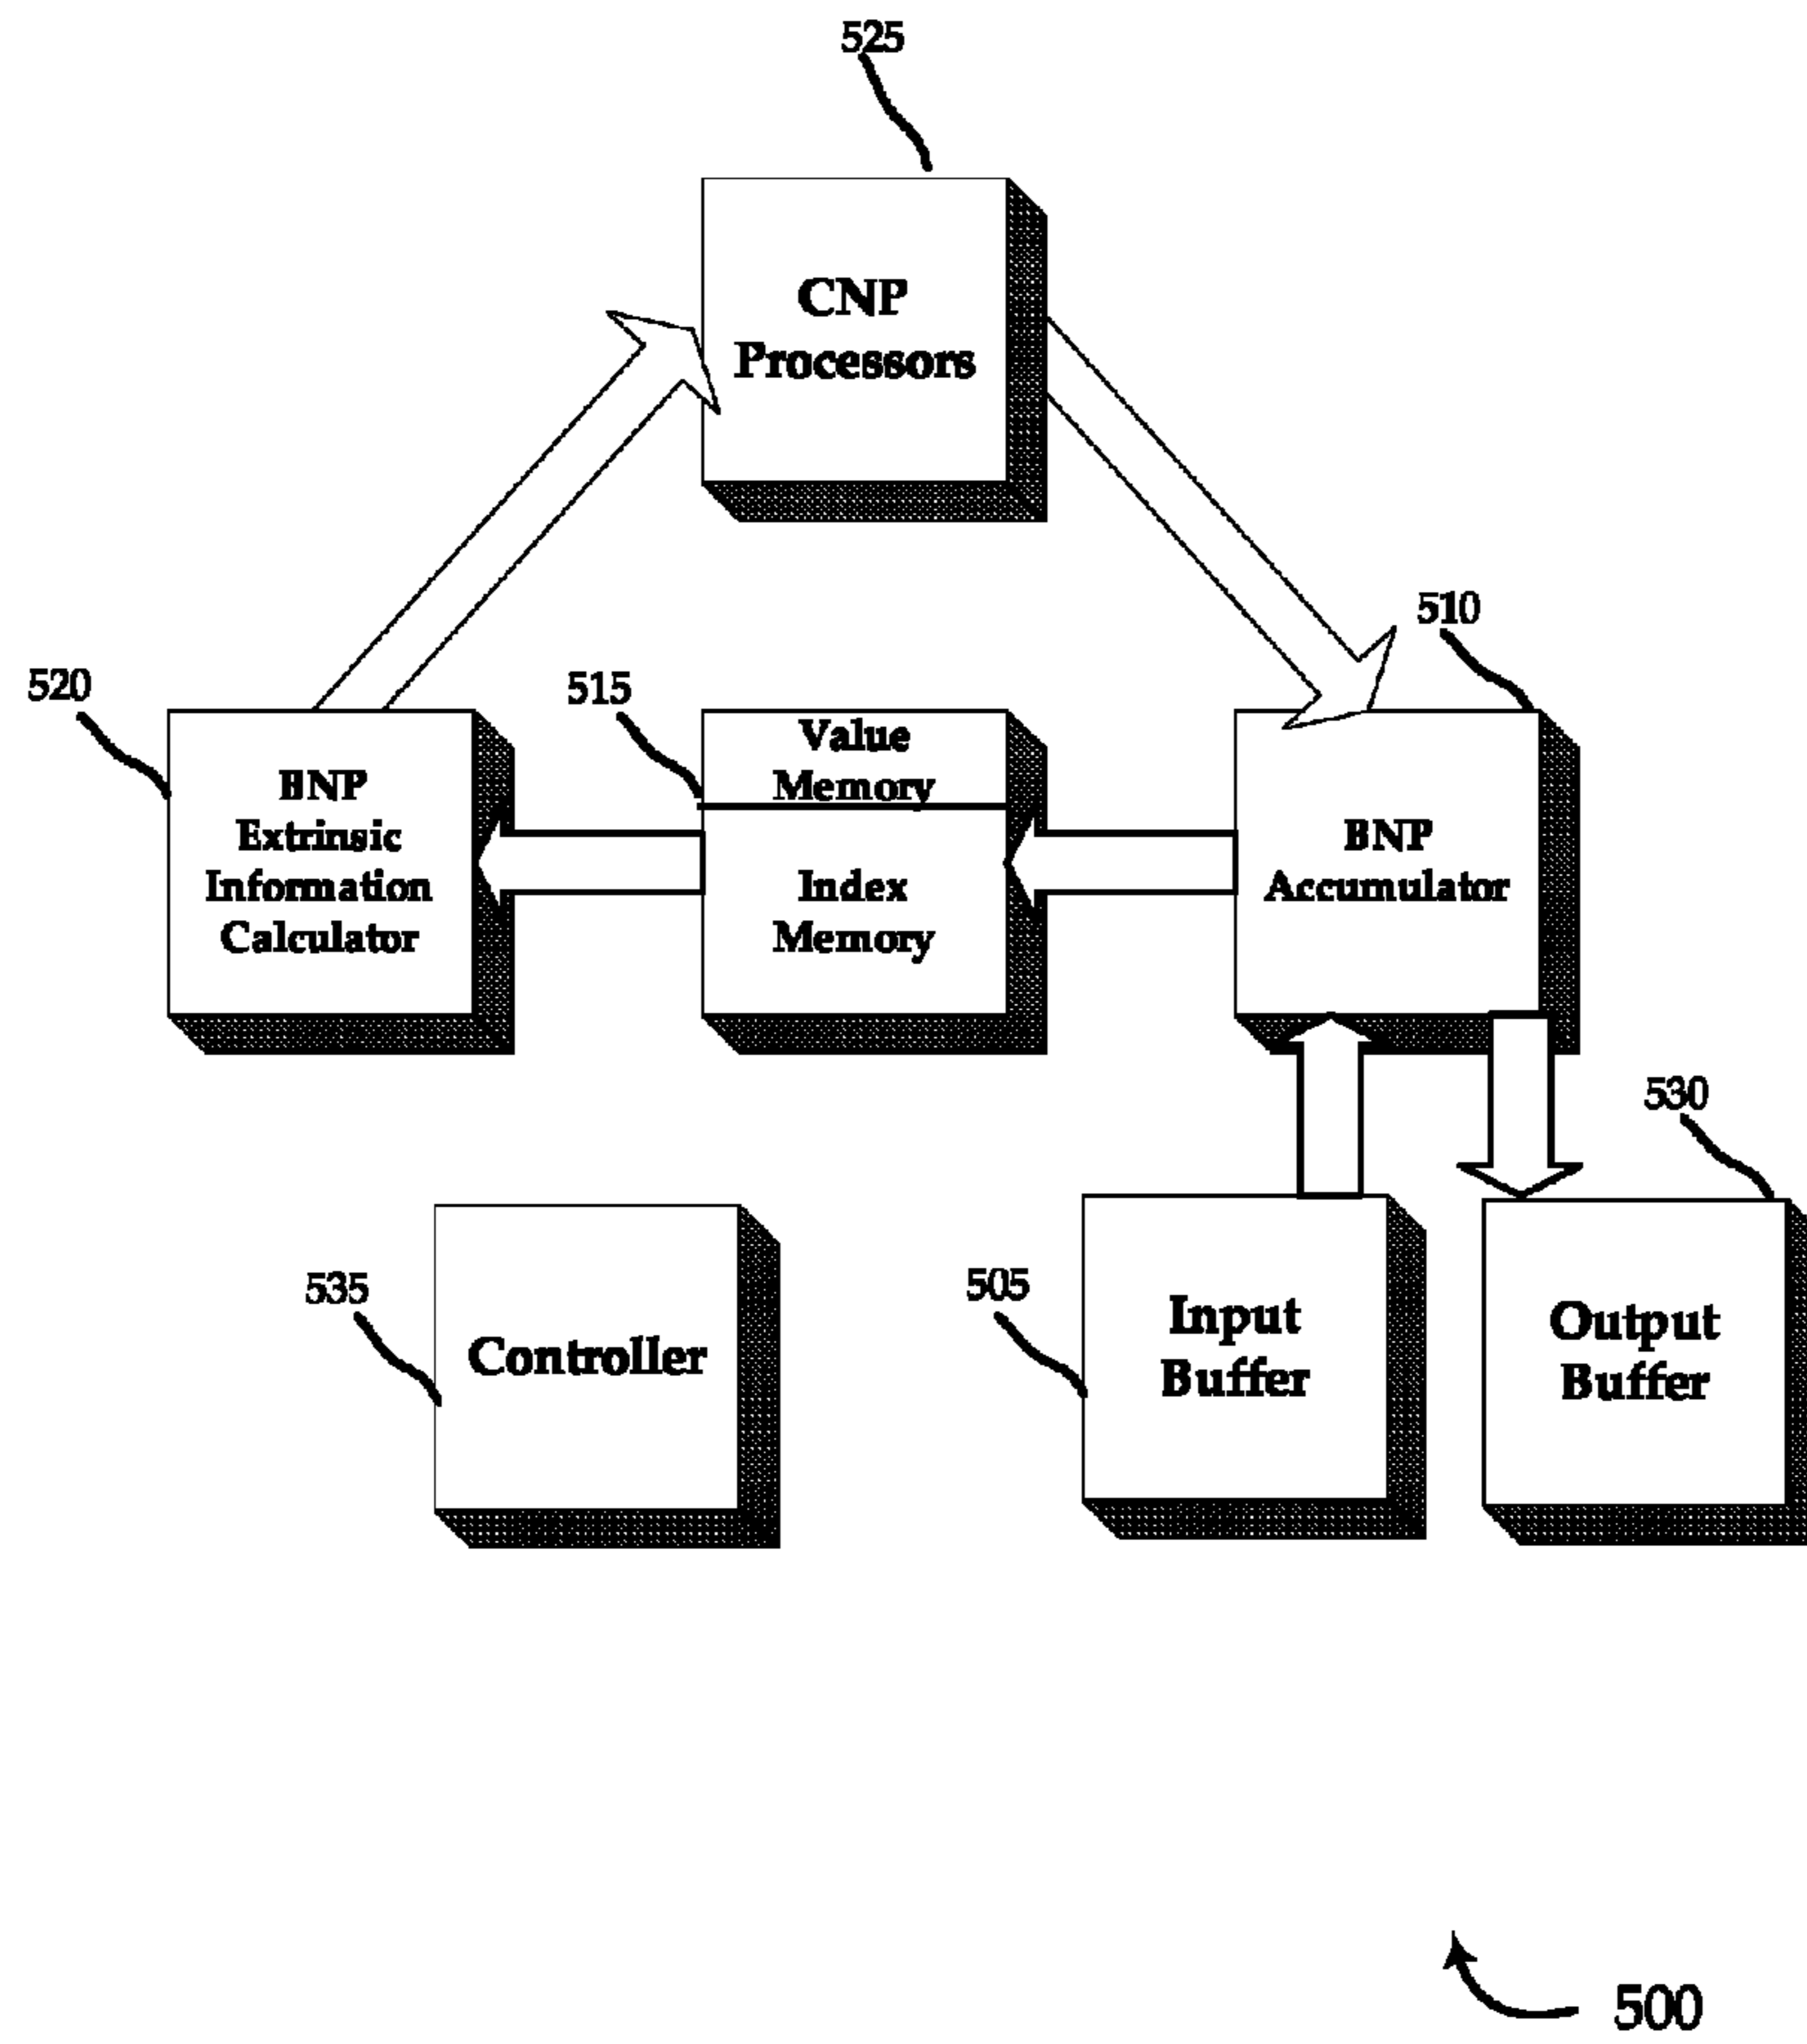 525
CNP
Processors
510
520
515
Value
Memory
BNP
Extrinsic
Information
Calculator
Index
Memory
BNP
Accumulator
530
535
505
Controller
Input
Buffer
Output
Buffer
500